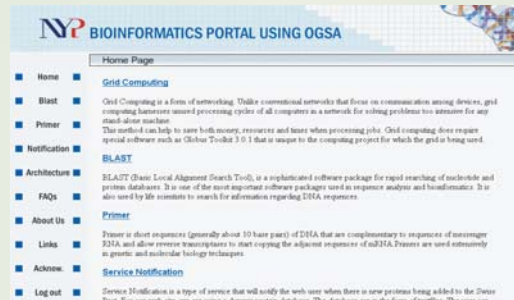 NYP BIOINFORMATICS PORTAL USING OGSA
Home Page
Home
Blast
Primer
Notification
Architecture
FAQs
About Us
Links
Acknow.
Log out
Grid Computing
Grid Computing is a form of networking. Unlike conventional networks that focus on communication among devices, grid
computing harnesses unused processing cycles of all computers in a network for solving problems too intensive for any
stand-alone machine.
This method can help to save both money, resources and times when processing jobs. Grid computing does require
special software such as Globus Toolkit 3.0.1 that is unique to the computing project for which the grid is being used.
BLAST
BLAST (Basic Local Alignment Search Tool), is a sophisticated software package for rapid searching of nucleotide and
protein databases. It is one of the most important software packages used in sequence analysis and bioinformatics. It is
also used by life scientists to search for information regarding DNA sequences.
Primer
Primer is short sequences (generally about 10 base pairs) of DNA that are complementary to sequences of messenger
RNA and allow reverse transcriptases to start copying the adjacent sequences of mRNA. Primers are used extensively
in genetic and molecular biology techniques.
Service Notification
Service Notification is a type of service that will notify the web user when there is new proteins being added to the Swiss